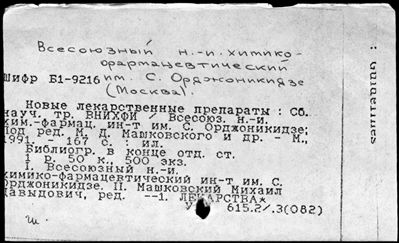 Всесоюзный н.-и. химико-
фармацевтический
Шифр Б1-9216 им. С. Орджоникидзе
(Москва).
Новые лекарственные препараты : Сб.
науч. тр. ВНИХФИ / Всесоюз. н.-и.
хим.-фармац. ин-т им. С. Орджоникидзе;
Под ред. М. Д. Машковского и др. - М.,
1991. - 167 с. : ил.
Библиогр. в конце отд. ст.
1 р. 50 к., 500 экз.
I. Всесоюзный н.-и.
химико-фармацевтический ин-т им. С.
Орджоникидзе. II. Машковский Михаил
Давыдович, ред. --1. ЛЕКАРСТВА*
615.2/.3(082)